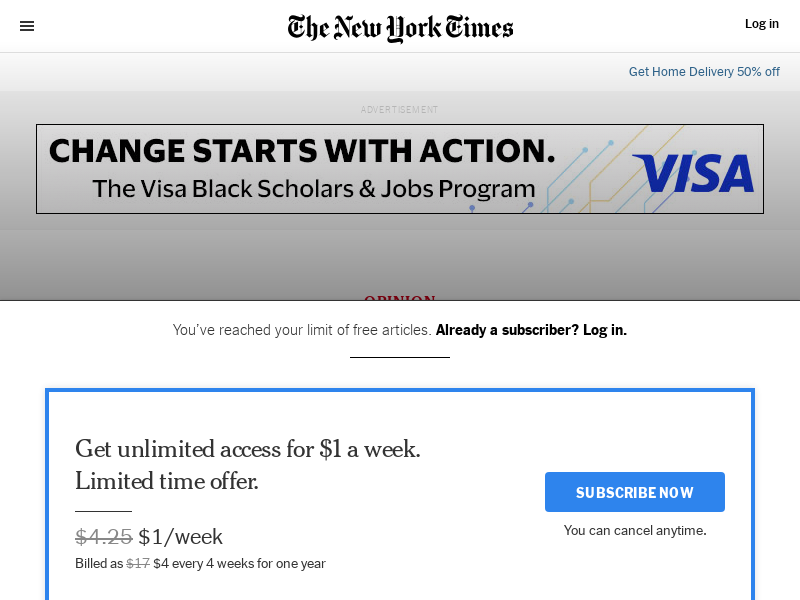 The New York Times
Log in
Get Home Delivery 50% off
ADVERTISEMENT
CHANGE STARTS WITH ACTION.
The Visa Black Scholars & Jobs Program
VISA
OPINION
You've reached your limit of free articles. Already a subscriber? Log in.
Get unlimited access for $1 a week.
Limited time offer.
$4.25 $1/week
Billed as $17 $4 every 4 weeks for one year
SUBSCRIBE NOW
You can cancel anytime.